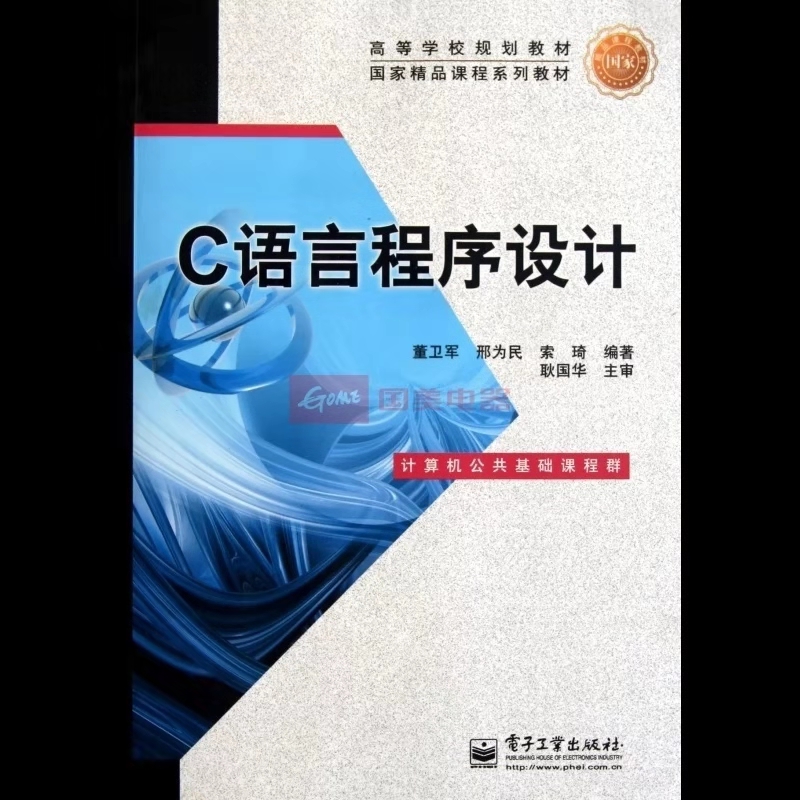 高等学校规划教材
国家精品课程系列教材
国家
C语言程序设计
董卫军 邢为民 索琦 编著
耿国华 主审
GOME 国美电器
计算机公共基础课程群
電子工業出版社
PUBLISHING HOUSE OF ELECTRONICS INDUSTRY
http://www.phei.com.cn